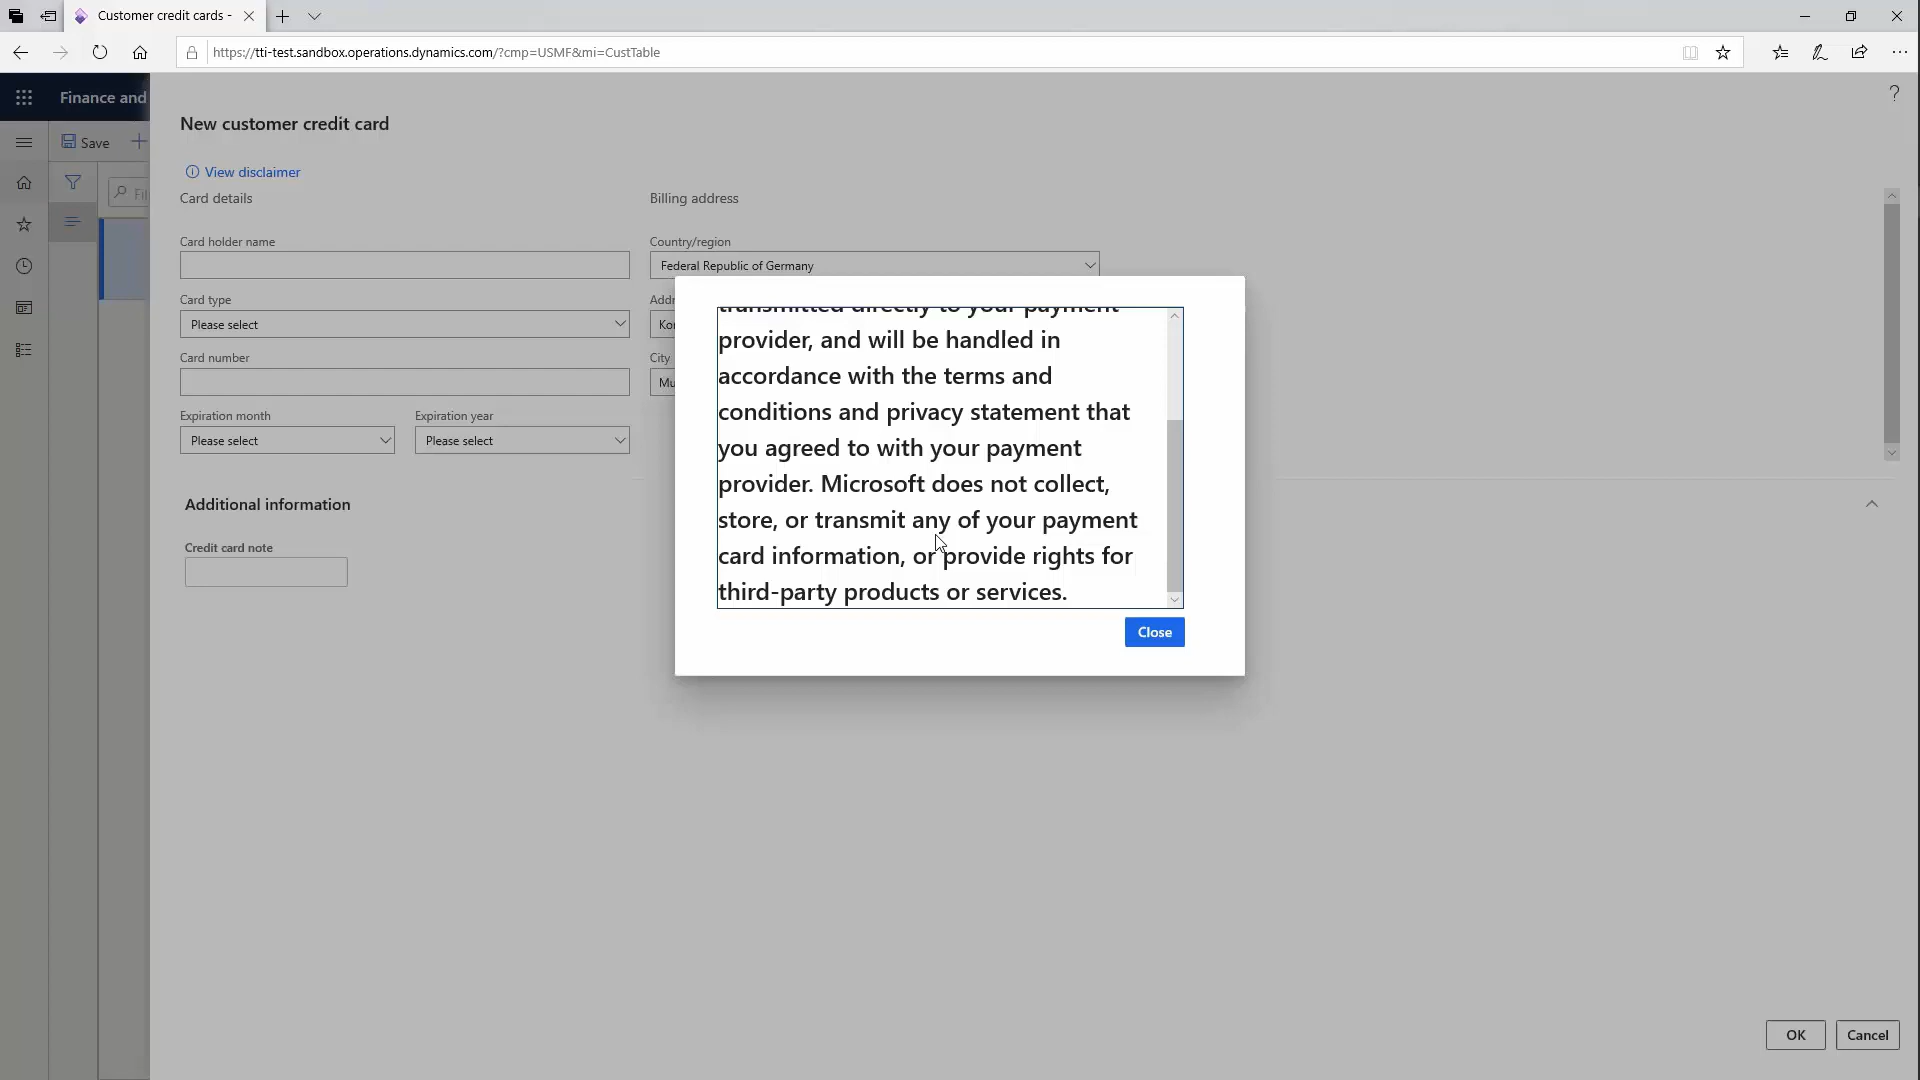 Customer credit cards -
https://tti-test.sandbox.operations.dynamics.com/?cmp=USMF&mi=CustTable
Finance and
?
New customer credit card
Save
View disclaimer
Card details
Billing address
Card holder name
Country/region
Federal Republic of Germany
Card type
Please select
Card number
City
Expiration month
Expiration year
Please select
Please select
transmitted directly to your payment
provider, and will be handled in
accordance with the terms and
conditions and privacy statement that
you agreed to with your payment
provider. Microsoft does not collect,
store, or transmit any of your payment
card information, or provide rights for
third-party products or services.
Close
Additional information
Credit card note
OK
Cancel